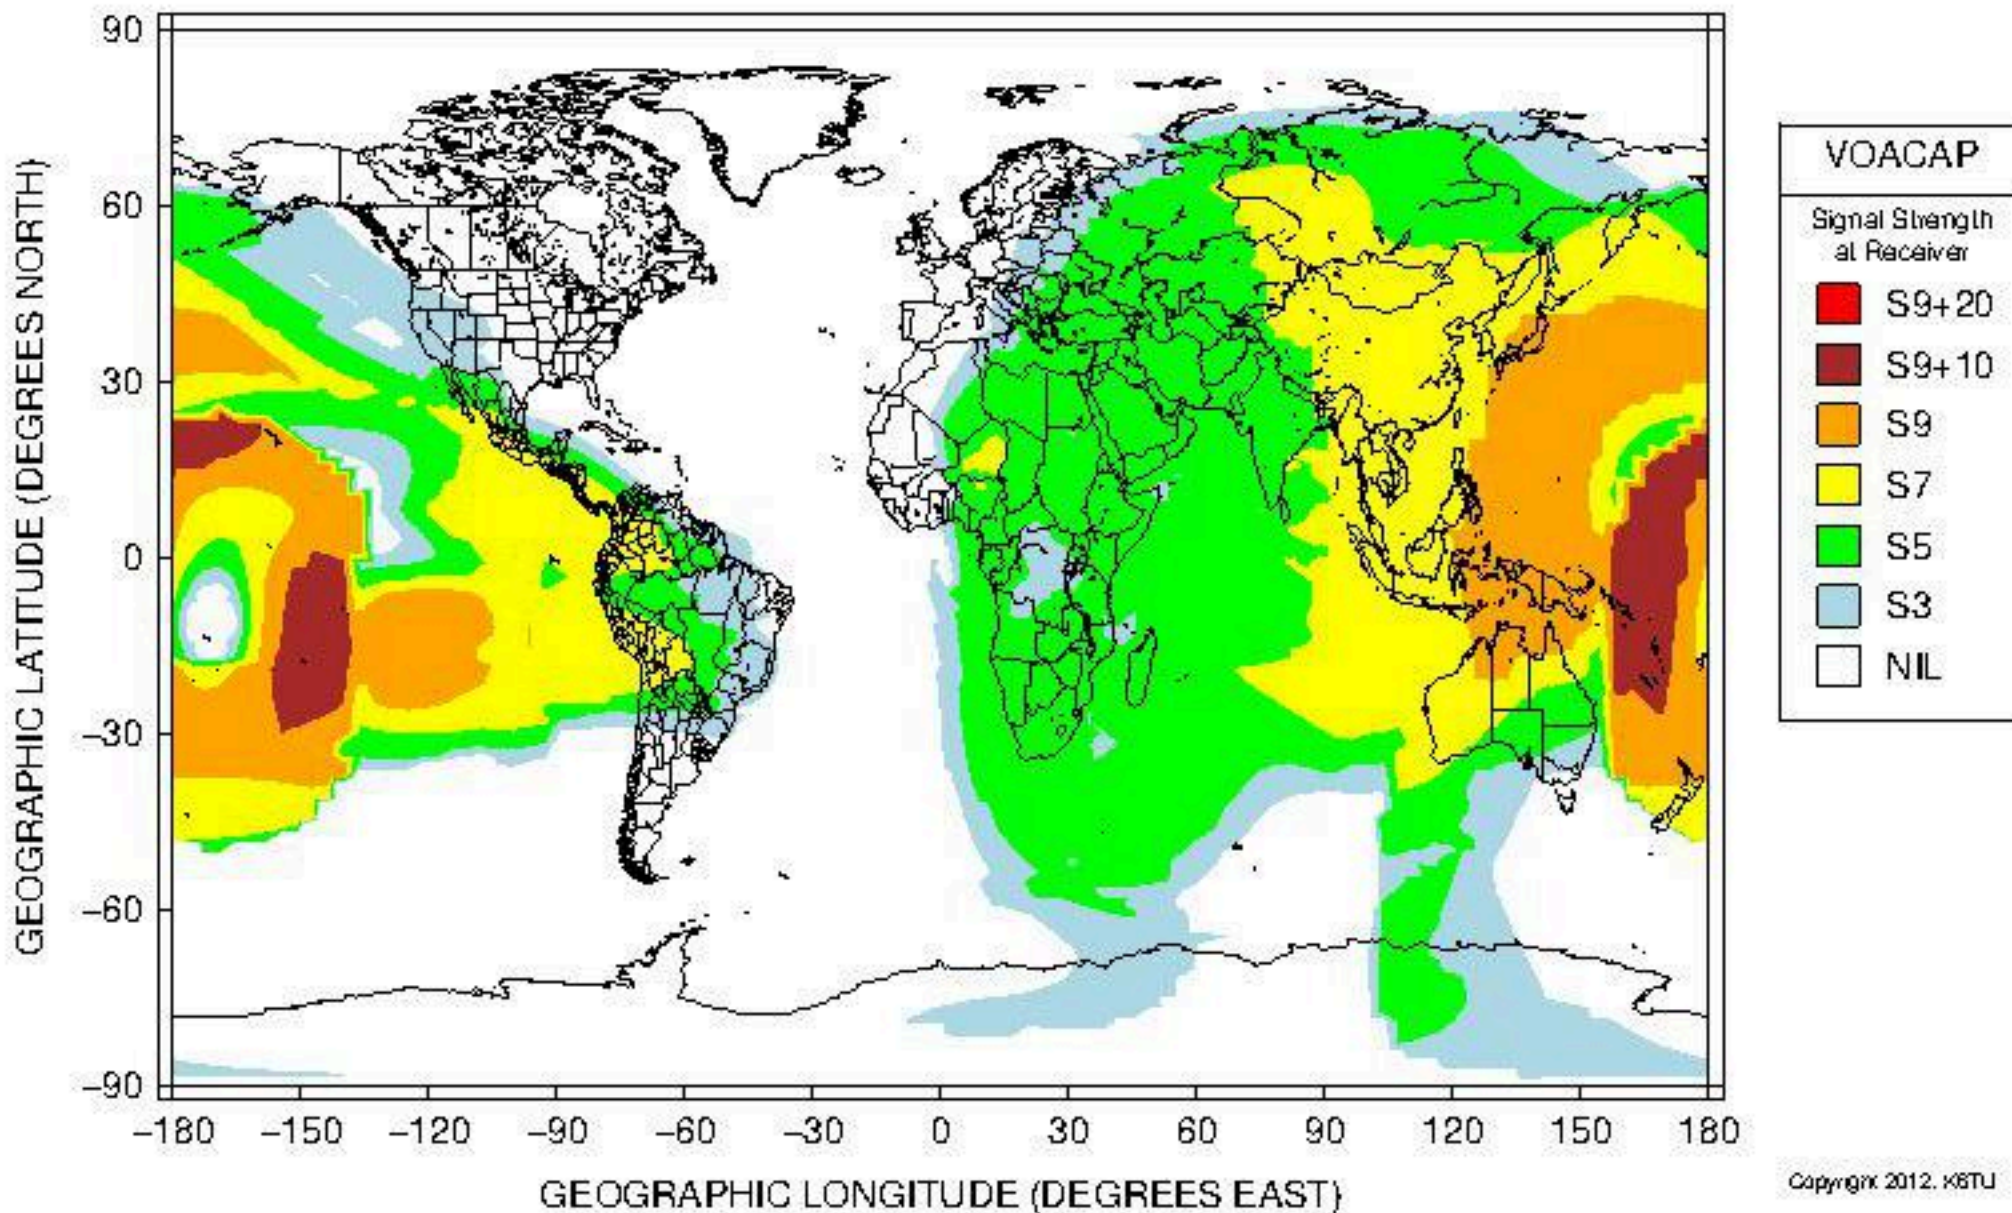 90
60
30
0
−30
−60
−90
GEOGRAPHIC LATITUDE (DEGREES NORTH)
−180 −150 −120 −90 −60 −30 0 30 60 90 120 150 180
GEOGRAPHIC LONGITUDE (DEGREES EAST)
VOACAP
Signal Strength
at Receiver
S9+20
S9+10
S9
S7
S5
S3
NIL
Copyright 2012, K6TU